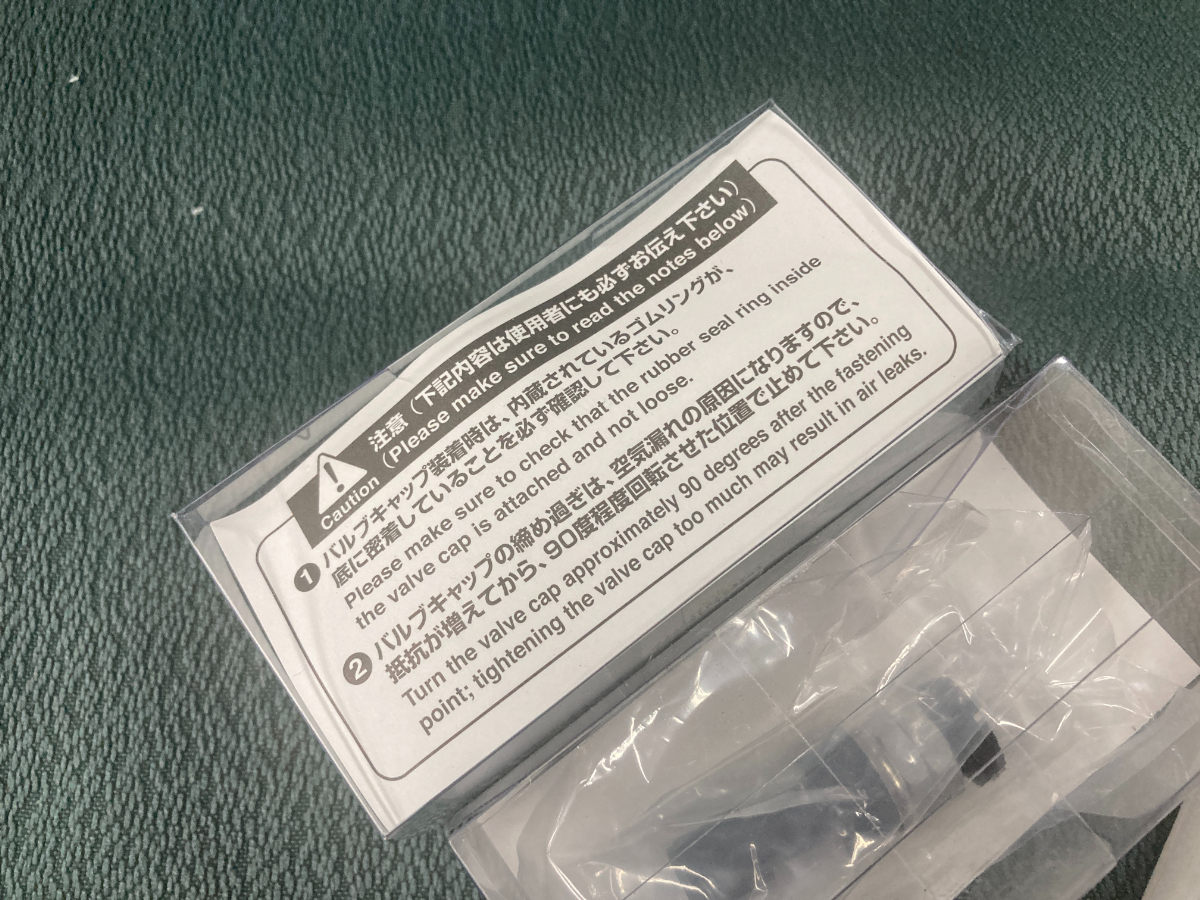 注意（下記内容は使用者にも必ずお伝え下さい）
(Please make sure to read the notes below)
Caution
1 バルブキャップ装着時は、内蔵されているゴムリングが、
底に密着していることを必ず確認して下さい。
Please make sure to check that the rubber seal ring inside
the valve cap is attached and not loose.
2 バルブキャップの締め過ぎは、空気漏れの原因になりますので、
抵抗が増えてから、90度程度回転させた位置で止めて下さい。
Turn the valve cap approximately 90 degrees after the fastening
point; tightening the valve cap too much may result in air leaks.